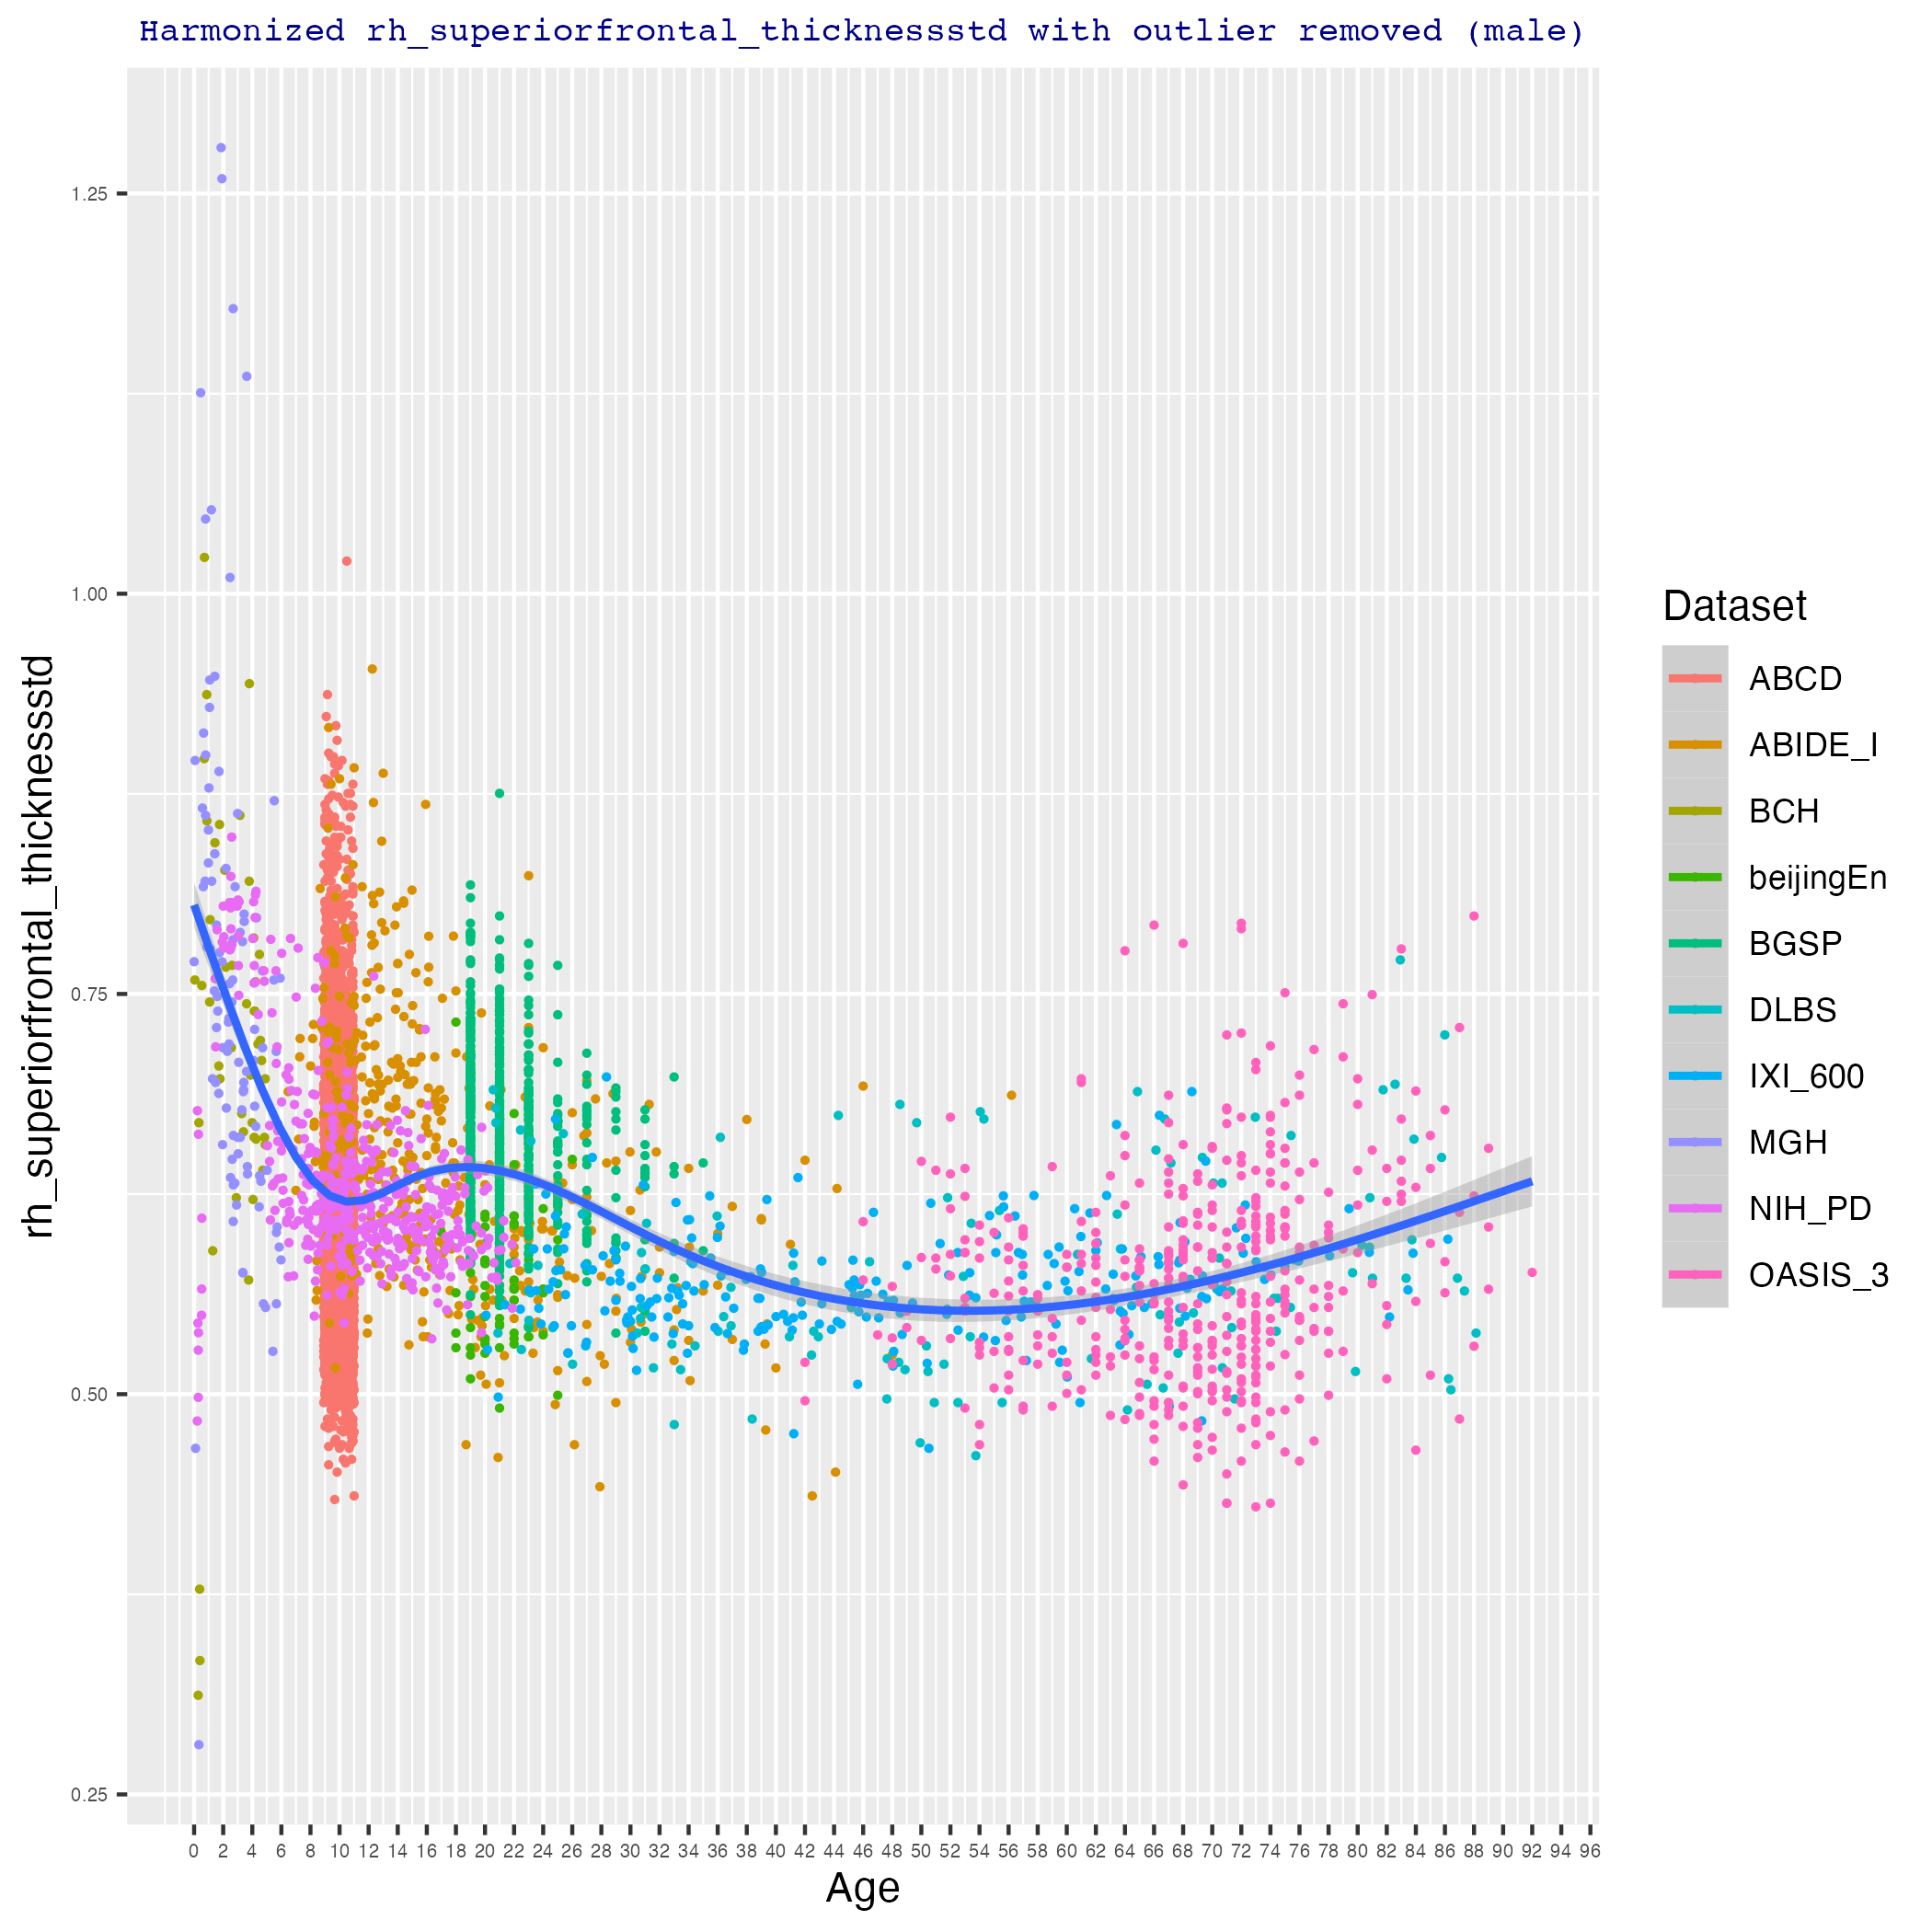 Harmonized rh_superiorfrontal_thicknessstd with outlier removed (male)
rh_superiorfrontal_thicknessstd
1.25
1.00
0.75
0.50
0.25
0 2 4 6 8 10 12 14 16 18 20 22 24 26 28 30 32 34 36 38 40 42 44 46 48 50 52 54 56 58 60 62 64 66 68 70 72 74 76 78 80 82 84 86 88 90 92 94 96
Age
Dataset
ABCD
ABIDE_I
BCH
beijingEn
BGSP
DLBS
IXI_600
MGH
NIH_PD
OASIS_3